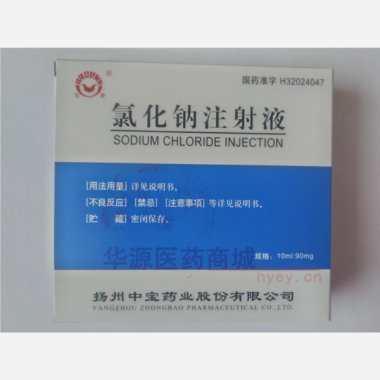 国药准字 H32024047
氯化钠注射液
SODIUM CHLORIDE INJECTION
[用法用量] 详见说明书。
[不良反应] [禁忌] [注意事项] 等详见说明书。
[贮 藏] 密闭保存。
华源医药商城
规格：10ml:90mg
hyey.cn
扬州中宝药业股份有限公司
YANGZHOU ZHONGBAO PHARMACEUTICAL CO.,LTD